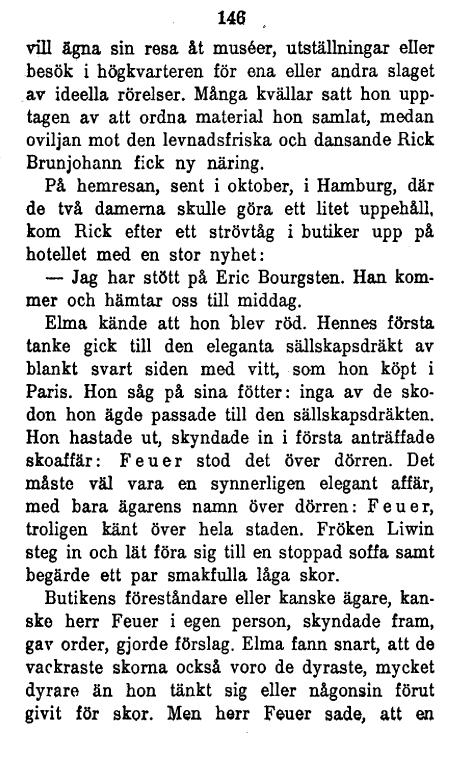 146
vill ägna sin resa åt muséer, utställningar eller
besök i högkvarteren för ena eller andra slaget
av ideella rörelser. Många kvällar satt hon upp-
tagen av att ordna material hon samlat, medan
oviljan mot den levnadsfriska och dansande Rick
Brunjohann fick ny näring.
På hemresan, sent i oktober, i Hamburg, där
de två damerna skulle göra ett litet uppehåll,
kom Rick efter ett strövtåg i butiker upp på
hotellet med en stor nyhet:
— Jag har stött på Eric Bourgsten. Han kom-
mer och hämtar oss till middag.
Elma kände att hon blev röd. Hennes första
tanke gick till den eleganta sällskapsdräkt av
blankt svart siden med vitt, som hon köpt i
Paris. Hon såg på sina fötter: inga av de sko-
don hon ägde passade till den sällskapsdräkten.
Hon hastade ut, skyndade in i första anträffade
skoaffär: Feuer stod det över dörren. Det
måste väl vara en synnerligen elegant affär,
med bara ägarens namn över dörren: Feuer,
troligen känt över hela staden. Fröken Liwin
steg in och lät föra sig till en stoppad soffa samt
begärde ett par smakfulla låga skor.
Butikens föreståndare eller kanske ägare, kan-
ske herr Feuer i egen person, skyndade fram,
gav order, gjorde förslag. Elma fann snart, att de
vackraste skorna också voro de dyraste, mycket
dyrare än hon tänkt sig eller någonsin förut
givit för skor. Men herr Feuer sade, att en